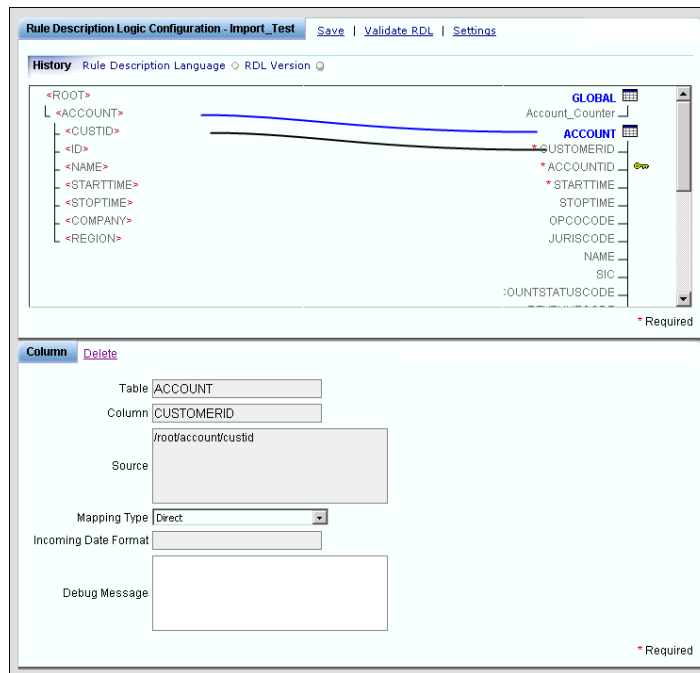 Rule Description Logic Configuration - Import_Test Save | Validate RDL | Settings
History Rule Description Language RDL Version
<ROOT> GLOBAL
<ACCOUNT> Account_Counter
<CUSTID> ACCOUNT
<ID> * CUSTOMERID
<NAME> * ACCOUNTID
<STARTTIME> * STARTTIME
<STOPTIME> STOPTIME
<COMPANY> OPCOCODE
<REGION> JURISCODE
NAME
SIC
COUNTSTATUSCODE
* Required
Column Delete
Table ACCOUNT
Column CUSTOMERID
/root/account/custid
Source
Mapping Type Direct
Incoming Date Format
Debug Message
* Required